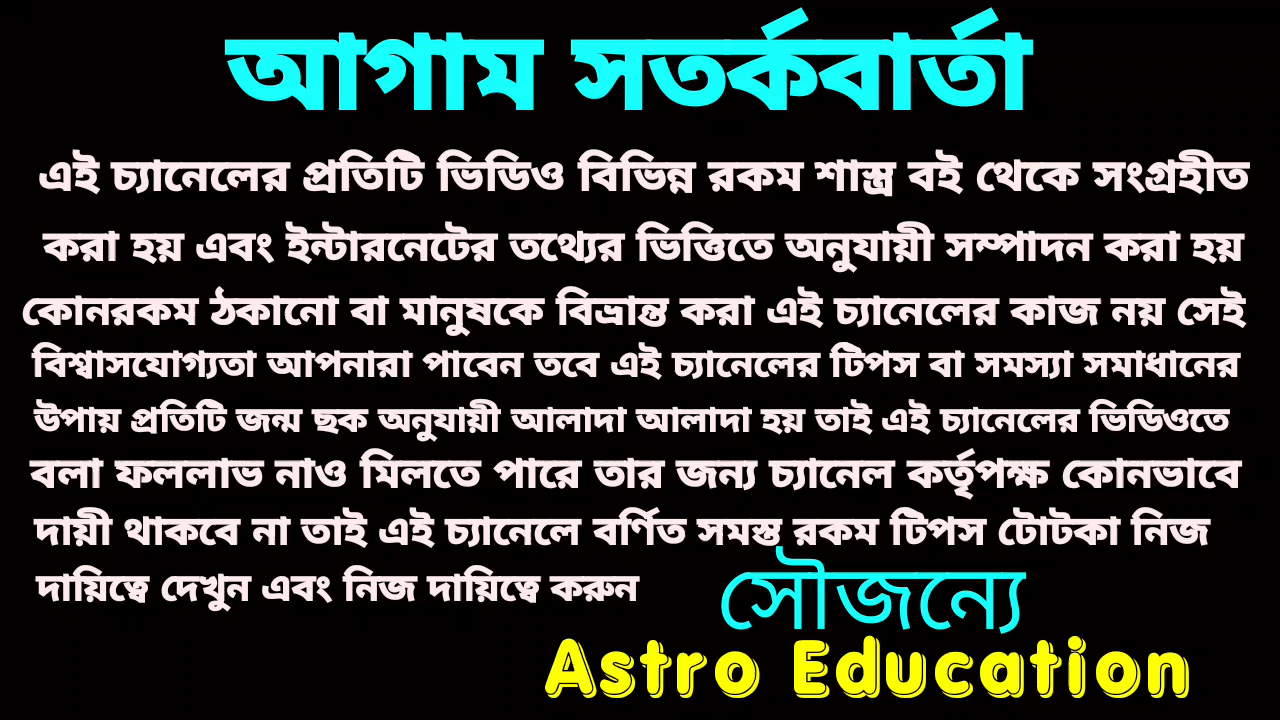 আগাম সতর্কবার্তা
এই চ্যানেলের প্রতিটি ভিডিও বিভিন্ন রকম শাস্ত্র বই থেকে সংগ্রহীত
করা হয় এবং ইন্টারনেটের তথ্যের ভিত্তিতে অনুযায়ী সম্পাদন করা হয়
কোনরকম ঠকানো বা মানুষকে বিভ্রান্ত করা এই চ্যানেলের কাজ নয় সেই
বিশ্বাসযোগ্যতা আপনারা পাবেন তবে এই চ্যানেলের টিপস বা সমস্যা সমাধানের
উপায় প্রতিটি জন্ম ছক অনুযায়ী আলাদা আলাদা হয় তাই এই চ্যানেলের ভিডিওতে
বলা ফললাভ নাও মিলতে পারে তার জন্য চ্যানেল কর্তৃপক্ষ কোনভাবে
দায়ী থাকবে না তাই এই চ্যানেলে বর্ণিত সমস্ত রকম টিপস টোটকা নিজ
দায়িত্বে দেখুন এবং নিজ দায়িত্বে করুন
সৌজন্যে
Astro Education